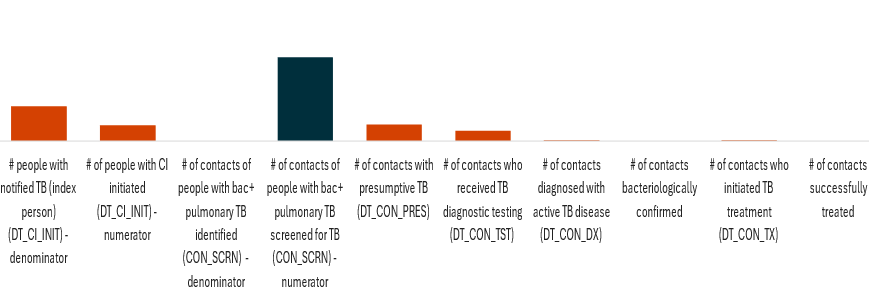 # people with
notified TB (index
person)
(DT_CI_INIT) -
denominator
# of people with CI
initiated
(DT_CI_INIT) -
numerator
# of contacts of
people with bac+
pulmonary TB
identified
(CON_SCRN) -
denominator
# of contacts of
people with bac+
pulmonary TB
screened for TB
(CON_SCRN) -
numerator
# of contacts with
presumptive TB
(DT_CON_PRES)
# of contacts who
received TB
diagnostic testing
(DT_CON_TST)
# of contacts
diagnosed with
active TB disease
(DT_CON_DX)
# of contacts
bacteriologically
confirmed
# of contacts who
initiated TB
treatment
(DT_CON_TX)
# of contacts
successfully
treated